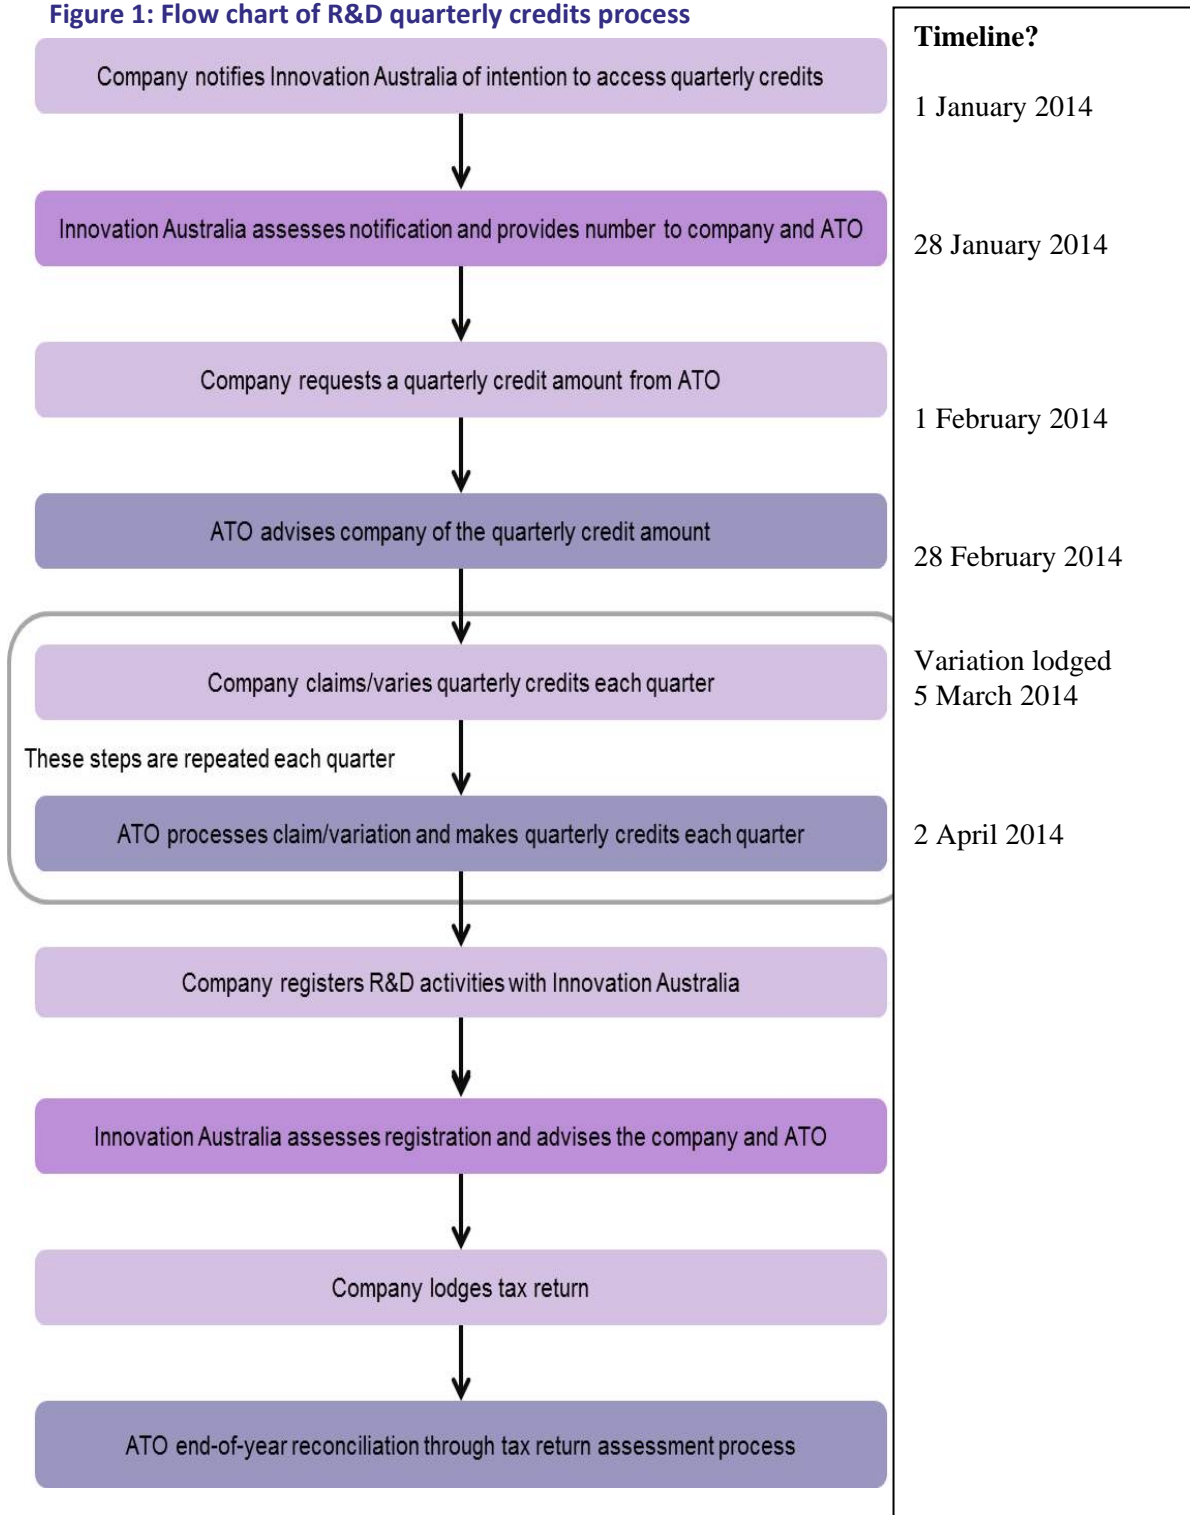 Figure 1: Flow chart of R&D quarterly credits process
Timeline?
Company notifies Innovation Australia of intention to access quarterly credits
1 January 2014
Innovation Australia assesses notification and provides number to company and ATO
28 January 2014
Company requests a quarterly credit amount from ATO
1 February 2014
ATO advises company of the quarterly credit amount
28 February 2014
Company claims/varies quarterly credits each quarter
Variation lodged
5 March 2014
These steps are repeated each quarter
ATO processes claim/variation and makes quarterly credits each quarter
2 April 2014
Company registers R&D activities with Innovation Australia
Innovation Australia assesses registration and advises the company and ATO
Company lodges tax return
ATO end-of-year reconciliation through tax return assessment process